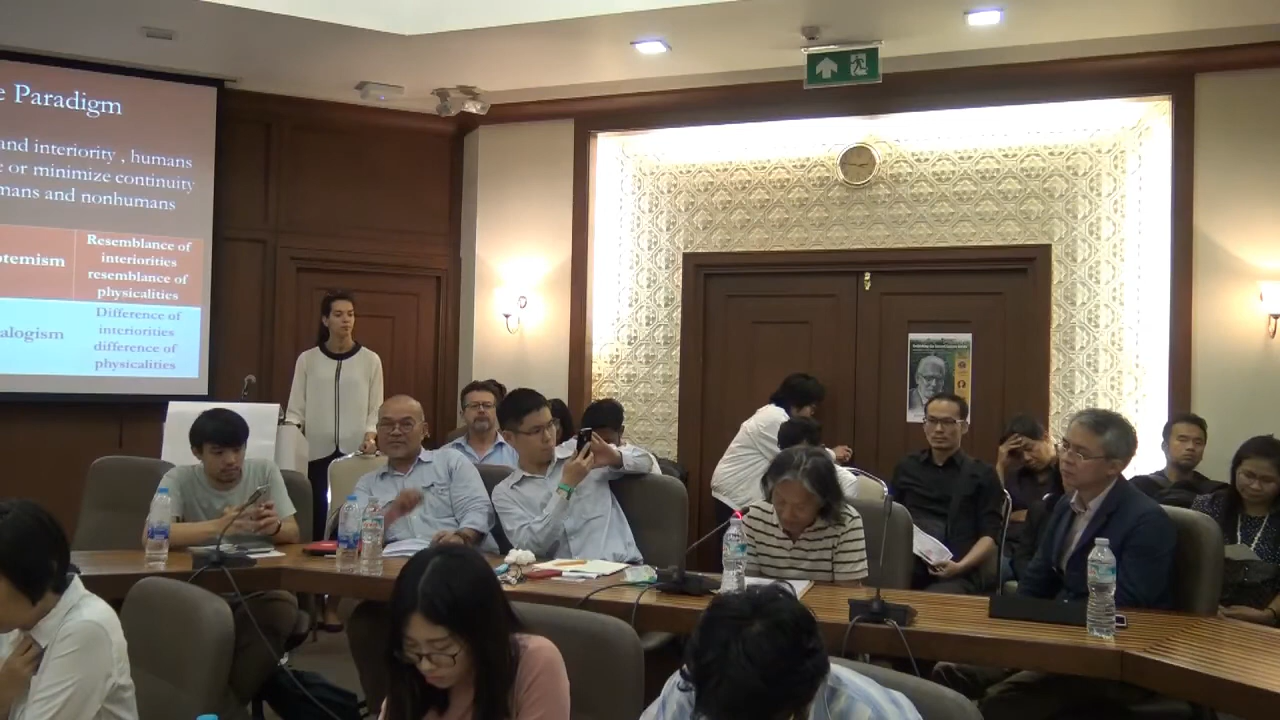 e Paradigm
and interiority , humans
e or minimize continuity
mans and nonhumans
otemism
Resemblance of
interiorities
resemblance of
physicalities
alogism
Difference of
interiorities
difference of
physicalities